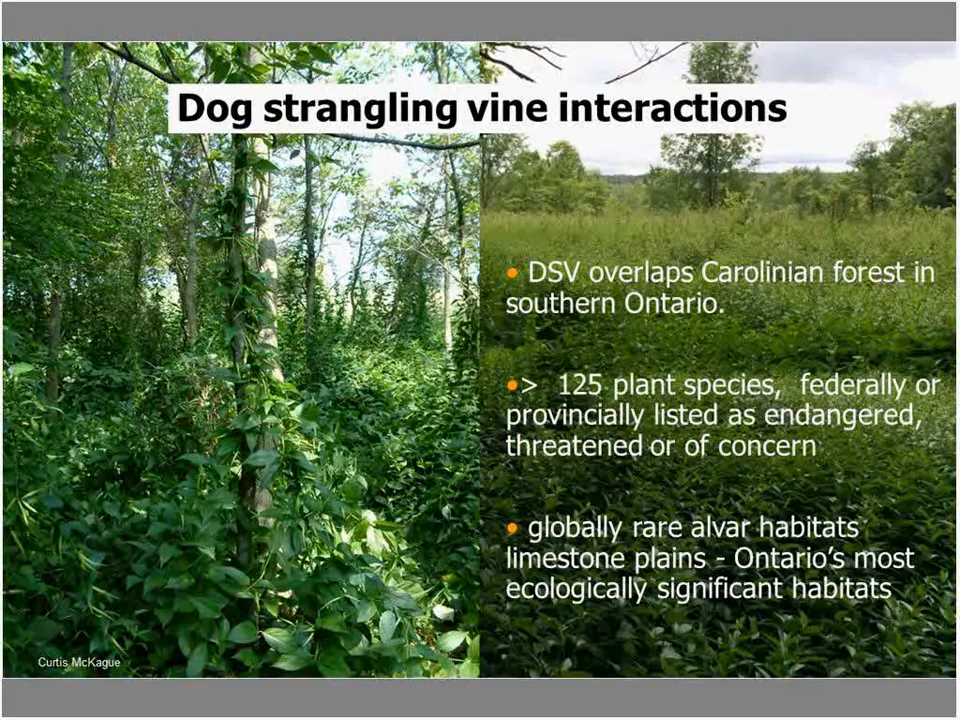 Dog strangling vine interactions
• DSV overlaps Carolinian forest in
southern Ontario.
•>  125 plant species,  federally or
provincially listed as endangered,
threatened or of concern
• globally rare alvar habitats
limestone plains - Ontario’s most
ecologically significant habitats
Curtis McKague